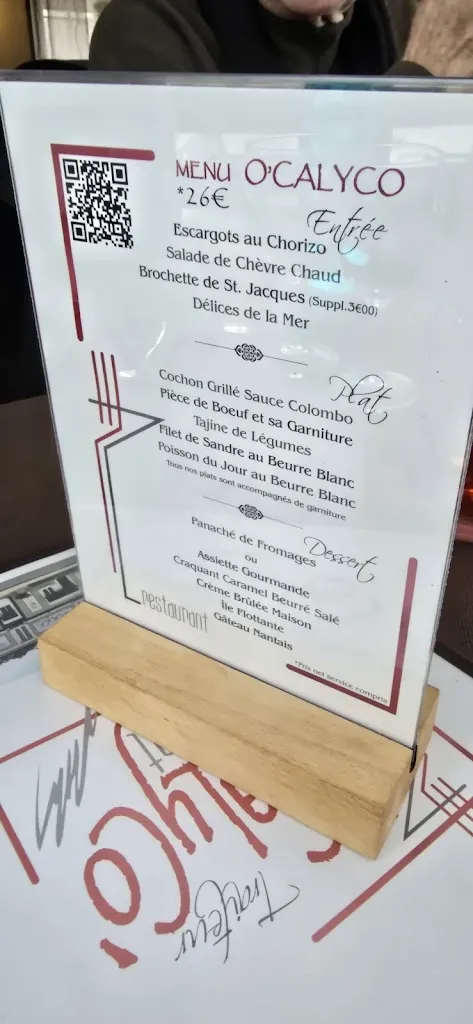 MENU O'CALYCO
*26€
Entrée
Escargots au Chorizo
Salade de Chèvre Chaud
Brochette de St. Jacques (Suppl.3€00)
Délices de la Mer
Plat
Cochon Grillé Sauce Colombo
Pièce de Boeuf et sa Garniture
Tajine de Légumes
Filet de Sandre au Beurre Blanc
Poisson du Jour au Beurre Blanc
Tous nos plats sont accompagnés de garniture
Dessert
Panaché de Fromages
ou
Assiette Gourmande
Craquant Caramel Beurré Salé
Crème Brûlée Maison
Île Flottante
Gâteau Nantais
restaurant
*Prix net service compris
O'Calyco
Traiteur